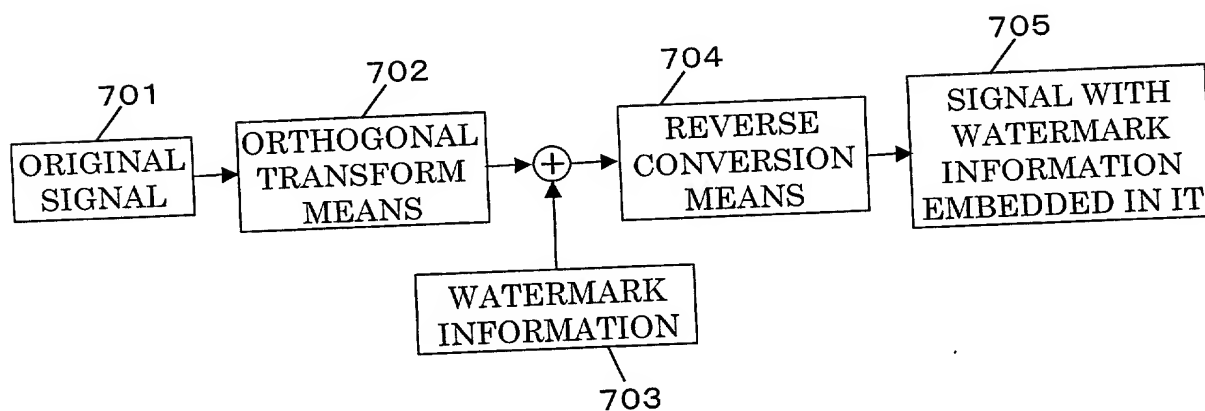 701
ORIGINAL
SIGNAL
702
ORTHOGONAL
TRANSFORM
MEANS
+
704
REVERSE
CONVERSION
MEANS
705
SIGNAL WITH
WATERMARK
INFORMATION
EMBEDDED IN IT
WATERMARK
INFORMATION
703